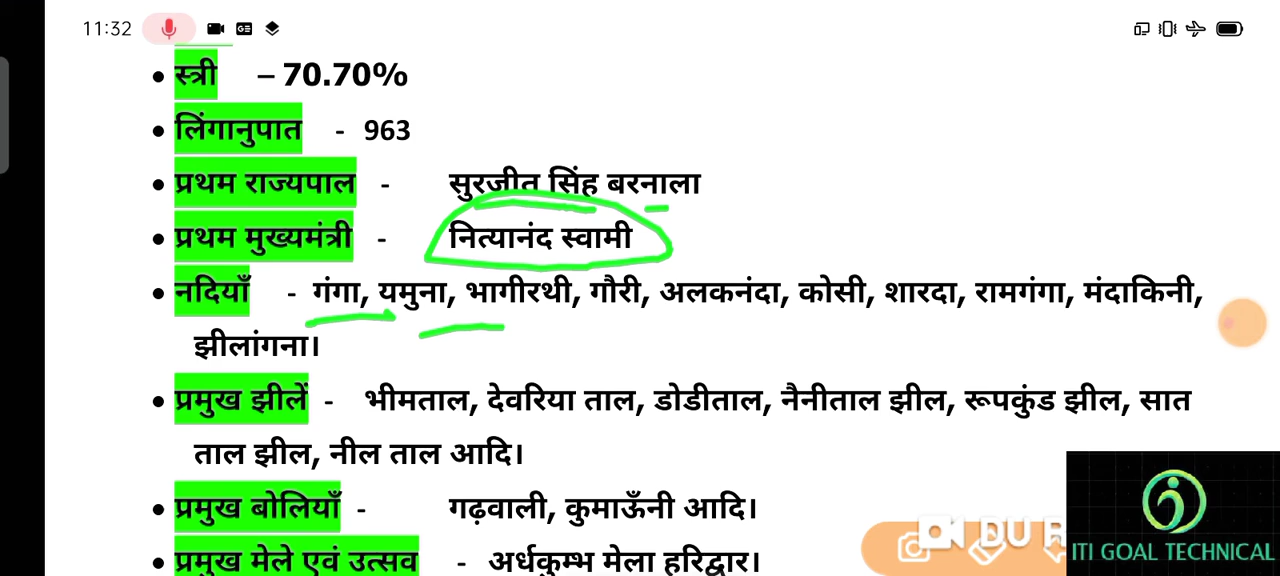 11:32
• स्त्री – 70.70%
• लिंगानुपात - 963
• प्रथम राज्यपाल - सुरजीत सिंह बरनाला
• प्रथम मुख्यमंत्री - नित्यानंद स्वामी
• नदियाँ - गंगा, यमुना, भागीरथी, गौरी, अलकनंदा, कोसी, शारदा, रामगंगा, मंदाकिनी,
झीलांगना।
• प्रमुख झीलें - भीमताल, देवरिया ताल, डोडीताल, नैनीताल झील, रूपकुंड झील, सात
ताल झील, नील ताल आदि।
• प्रमुख बोलियाँ - गढ़वाली, कुमाऊँनी आदि।
DU R
ITI GOAL TECHNICAL
• प्रमुख मेले एवं उत्सव - अर्धकुम्भ मेला हरिद्वार।